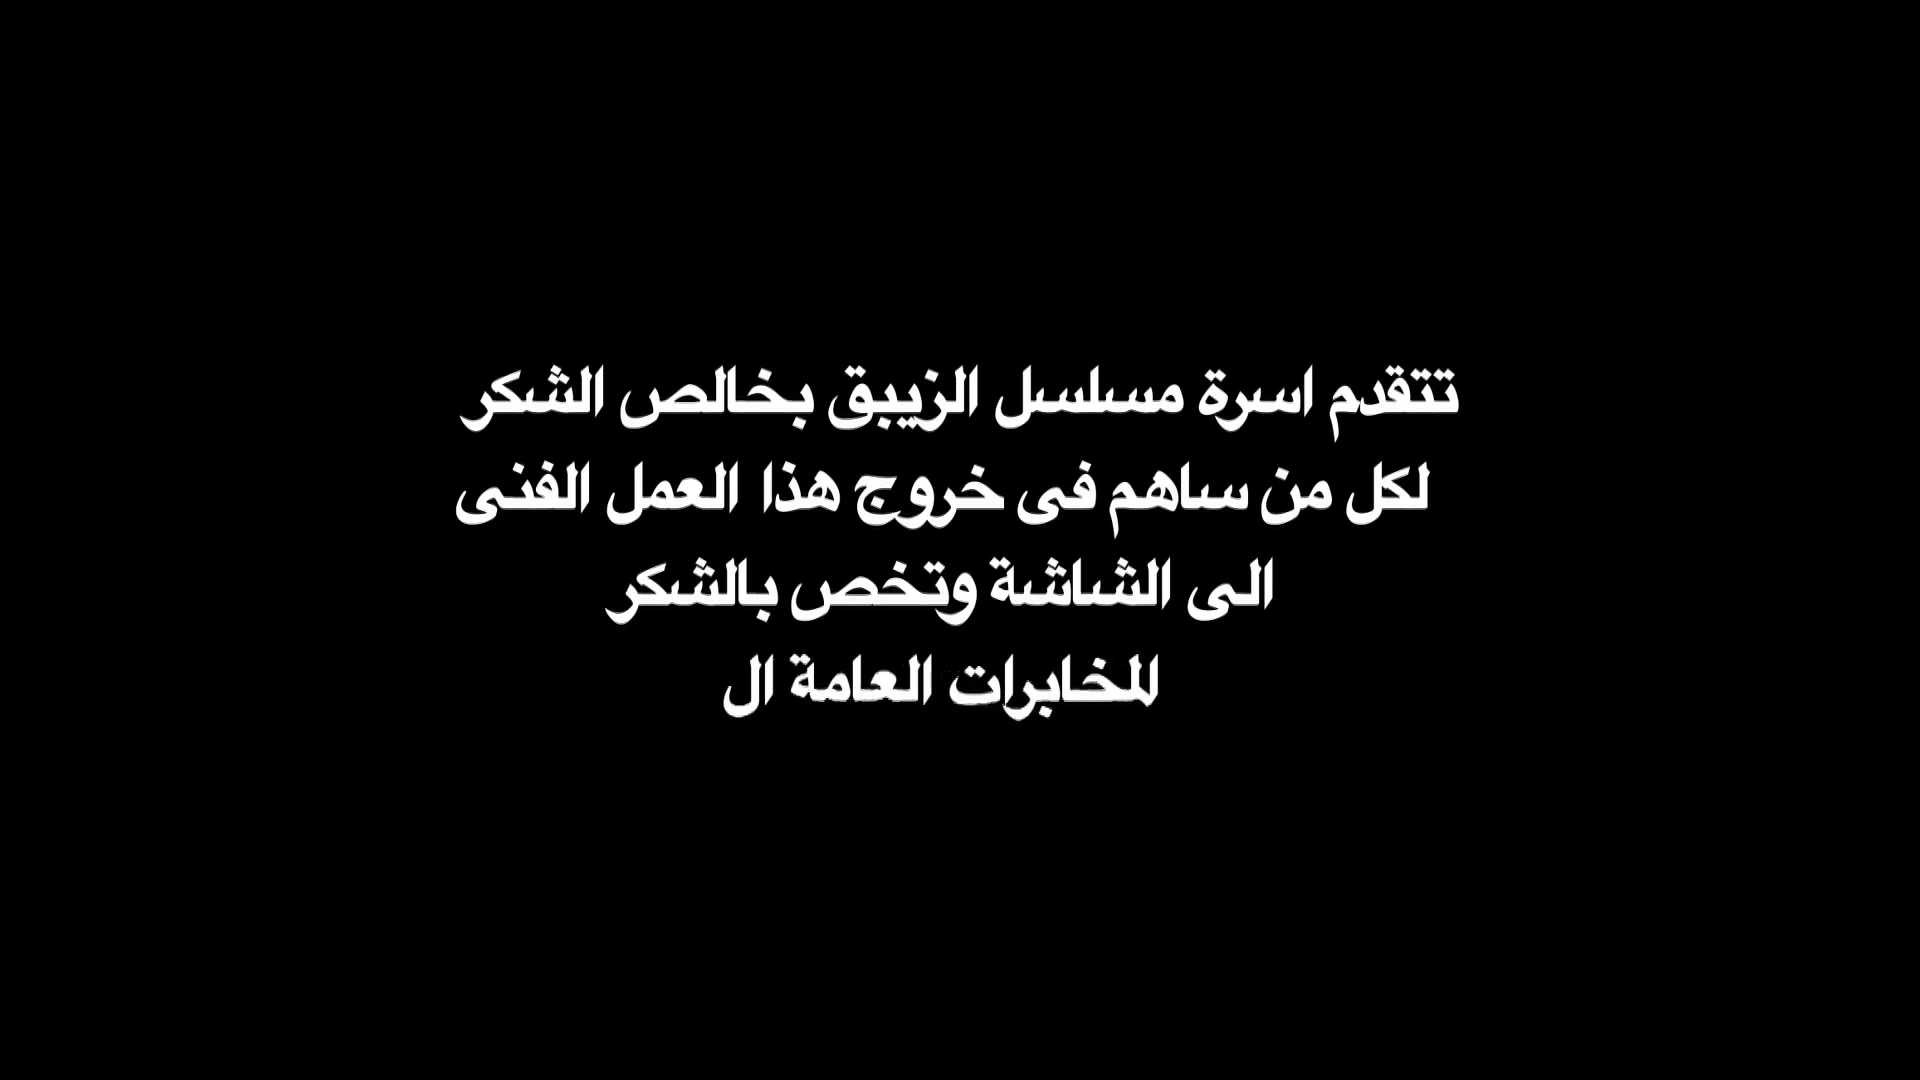 تتقدم اسرة مسلسل الزيبق بخالص الشكر
لكل من ساهم فى خروج هذا العمل الفنى
الى الشاشة وتخص بالشكر
للمخابرات العامة ال